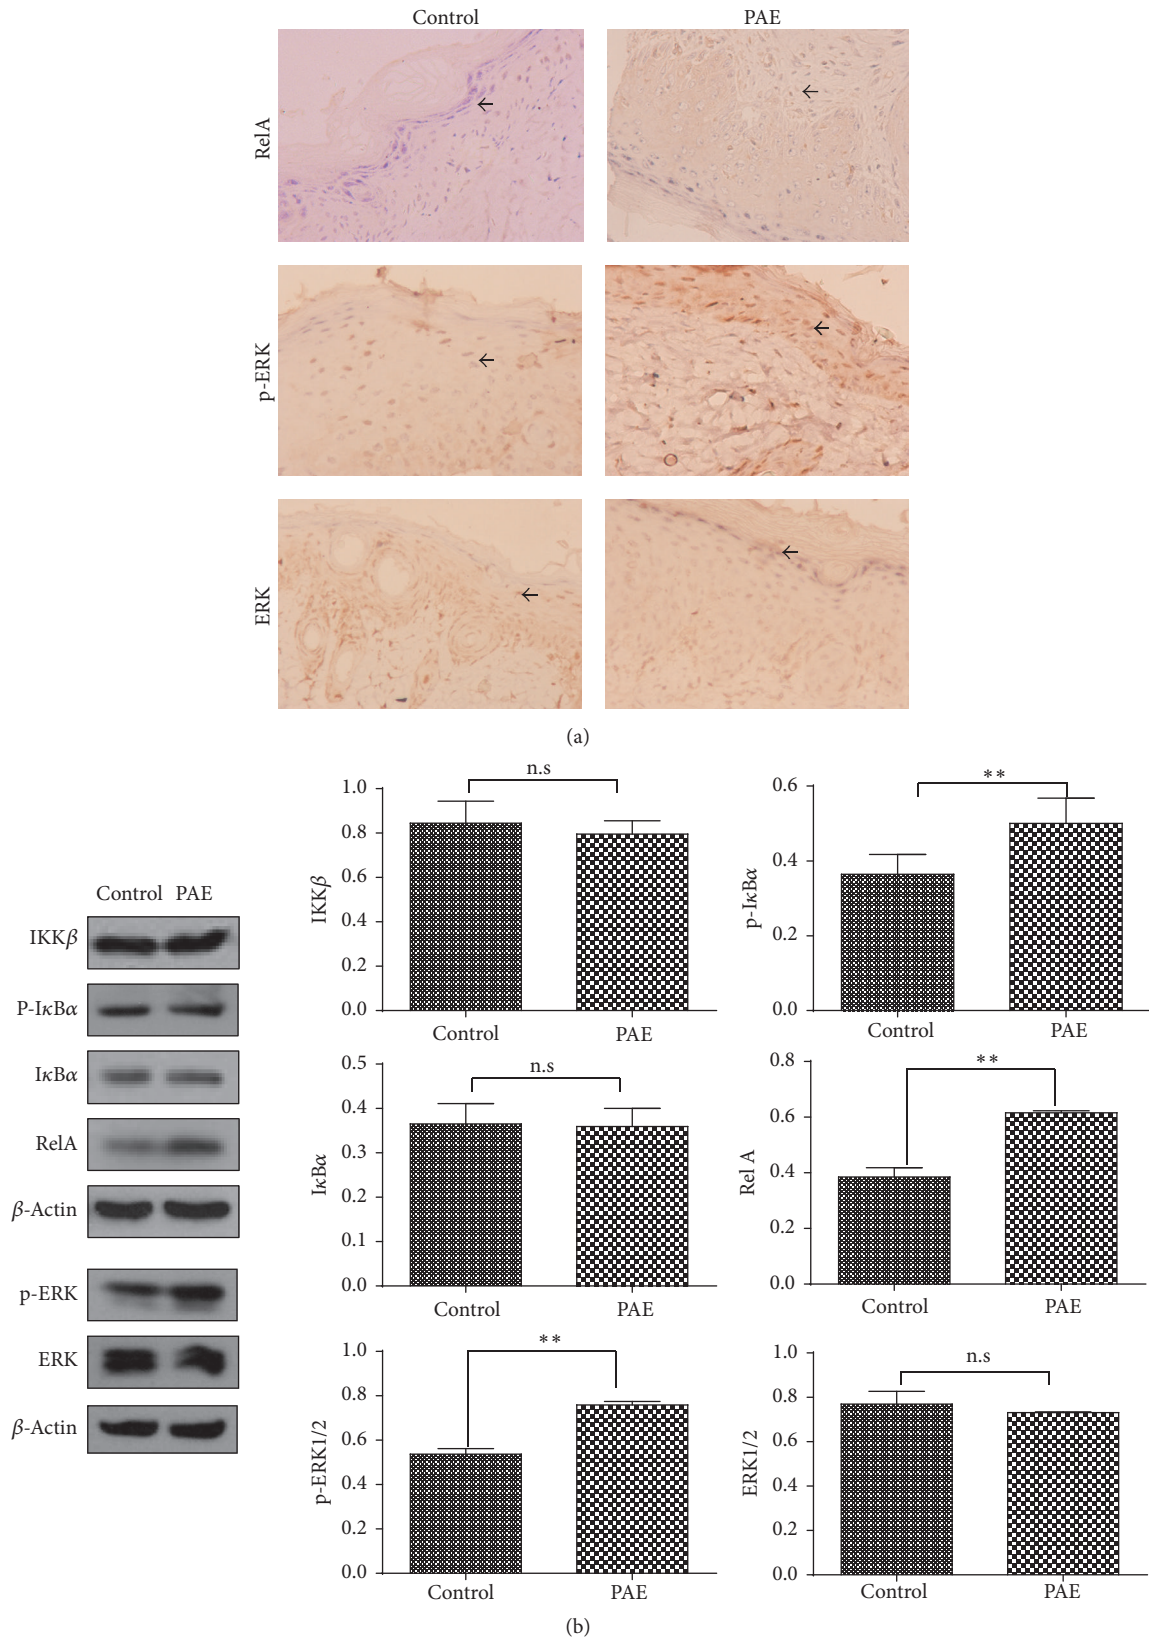 Control PAE
RelA
p-ERK
ERK
(a)
Control PAE
IKKβ
P-IκBα
IκBα
RelA
β-Actin
p-ERK
ERK
β-Actin
n.s
1.0
0.8
0.6
0.4
0.2
0.0
IKKβ
Control PAE
**
0.6
0.4
0.2
0.0
p-IκBα
Control PAE
n.s
0.5
0.4
0.3
0.2
0.1
0.0
IκBα
Control PAE
**
0.8
0.6
0.4
0.2
0.0
Rel A
Control PAE
**
1.0
0.8
0.6
0.4
0.2
0.0
p-ERK1/2
Control PAE
n.s
1.0
0.8
0.6
0.4
0.2
0.0
ERK1/2
Control PAE
(b)